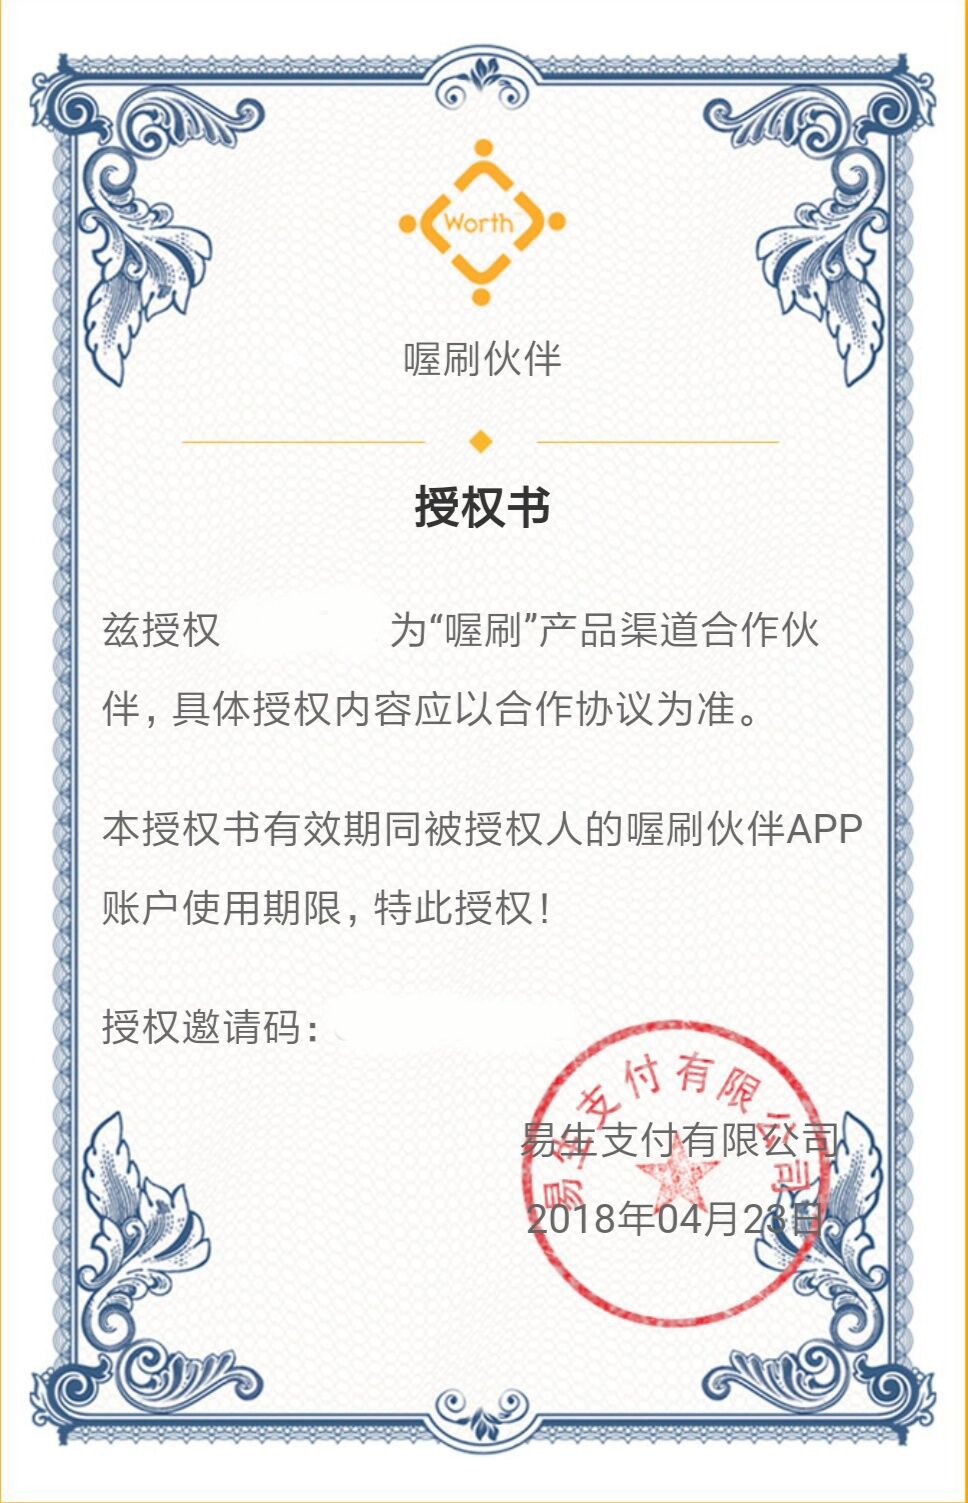 Worth
喔刷伙伴
授权书
兹授权 为“喔刷”产品渠道合作伙
伴，具体授权内容应以合作协议为准。
本授权书有效期同被授权人的喔刷伙伴APP
账户使用期限，特此授权！
授权邀请码：
易生支付有限公司
易生支付有限公司
2018年04月23日